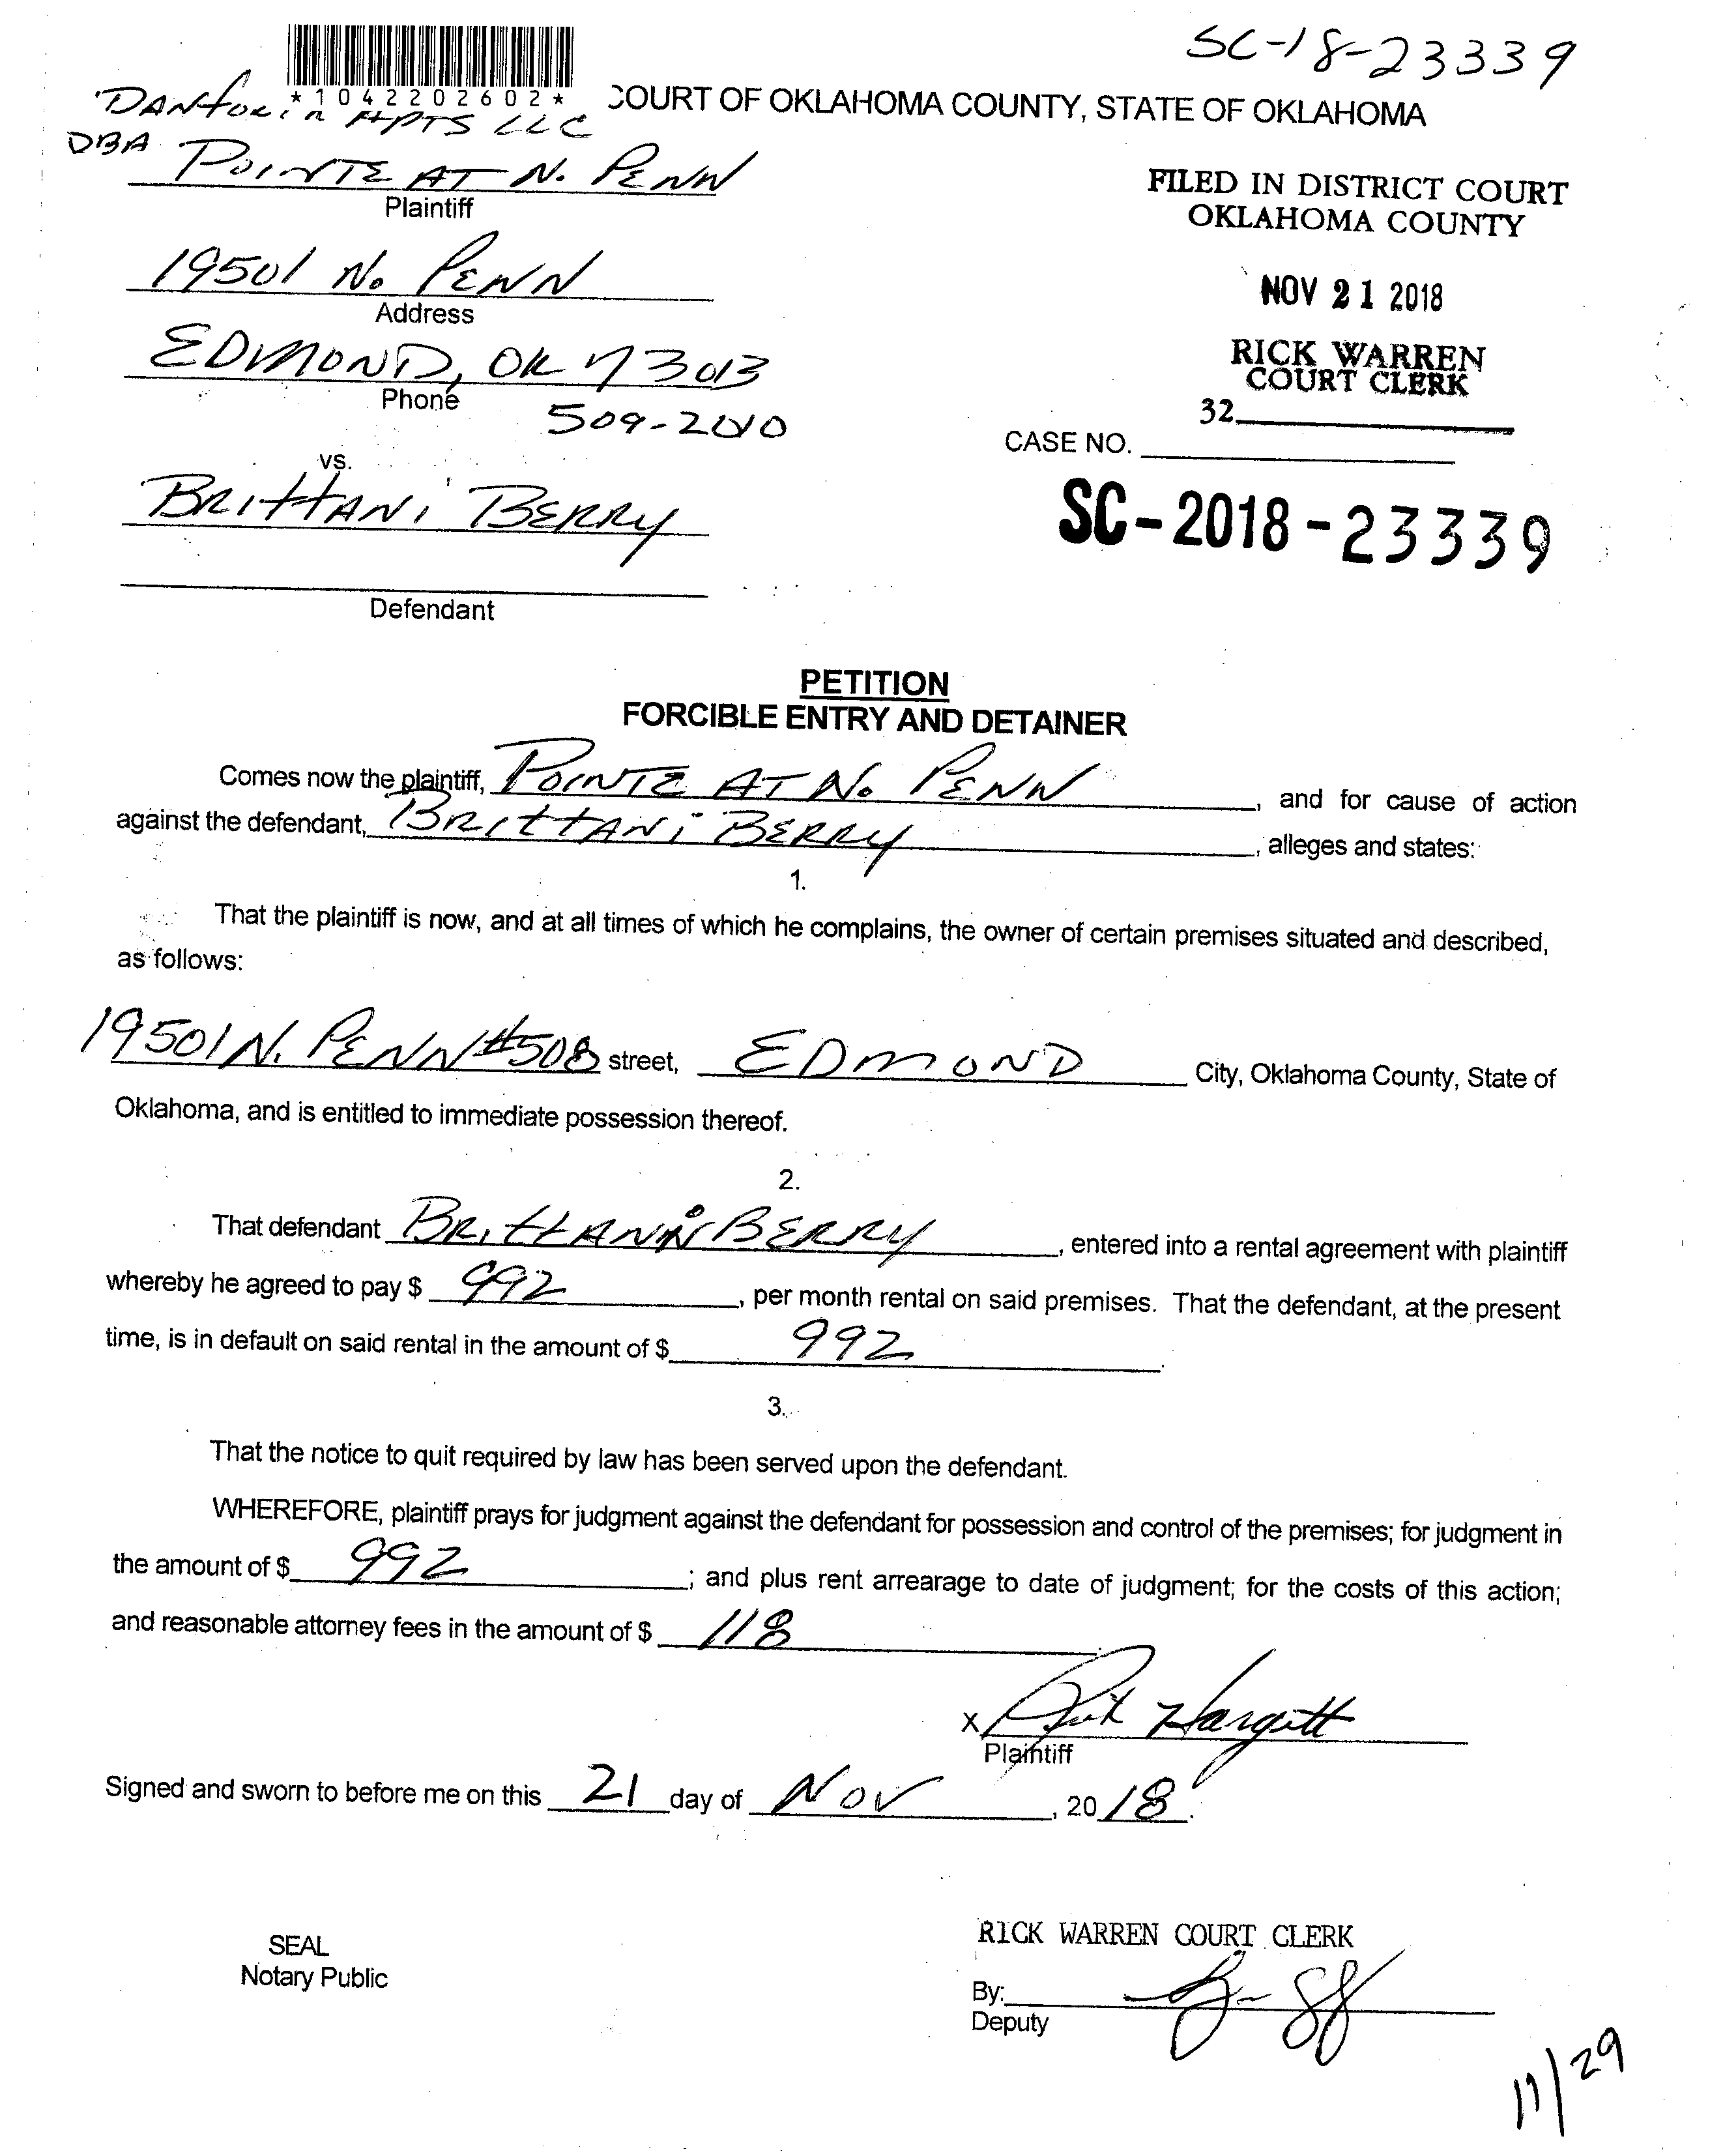 SC-18-23339
*1042202602*
COURT OF OKLAHOMA COUNTY, STATE OF OKLAHOMA
APTS LLC
DBA POINTE AT N. PENN
Plaintiff
FILED IN DISTRICT COURT
OKLAHOMA COUNTY
19501 No. PENN
Address
NOV 21 2018
EDMOND, OK 73013
Phone
509-2010
RICK WARREN
COURT CLERK
32
CASE NO.
vs.
BRITTANI BERRY
SC-2018-23339
Defendant
PETITION
FORCIBLE ENTRY AND DETAINER
Comes now the plaintiff, POINTE AT No. PENN, and for cause of action
against the defendant, BRITTANI BERRY, alleges and states:
1.
That the plaintiff is now, and at all times of which he complains, the owner of certain premises situated and described,
as follows:
19501 N. PENN #508 street, EDMOND City, Oklahoma County, State of
Oklahoma, and is entitled to immediate possession thereof.
2.
That defendant BRITTANI BERRY, entered into a rental agreement with plaintiff
whereby he agreed to pay $ 992, per month rental on said premises. That the defendant, at the present
time, is in default on said rental in the amount of $ 992.
3.
That the notice to quit required by law has been served upon the defendant.
WHEREFORE, plaintiff prays for judgment against the defendant for possession and control of the premises; for judgment in
the amount of $ 992; and plus rent arrearage to date of judgment; for the costs of this action;
and reasonable attorney fees in the amount of $ 118
X Rick Hargett
Plaintiff
Signed and sworn to before me on this 21 day of Nov, 2018.
SEAL
Notary Public
RICK WARREN COURT CLERK
By:
Deputy
11/29